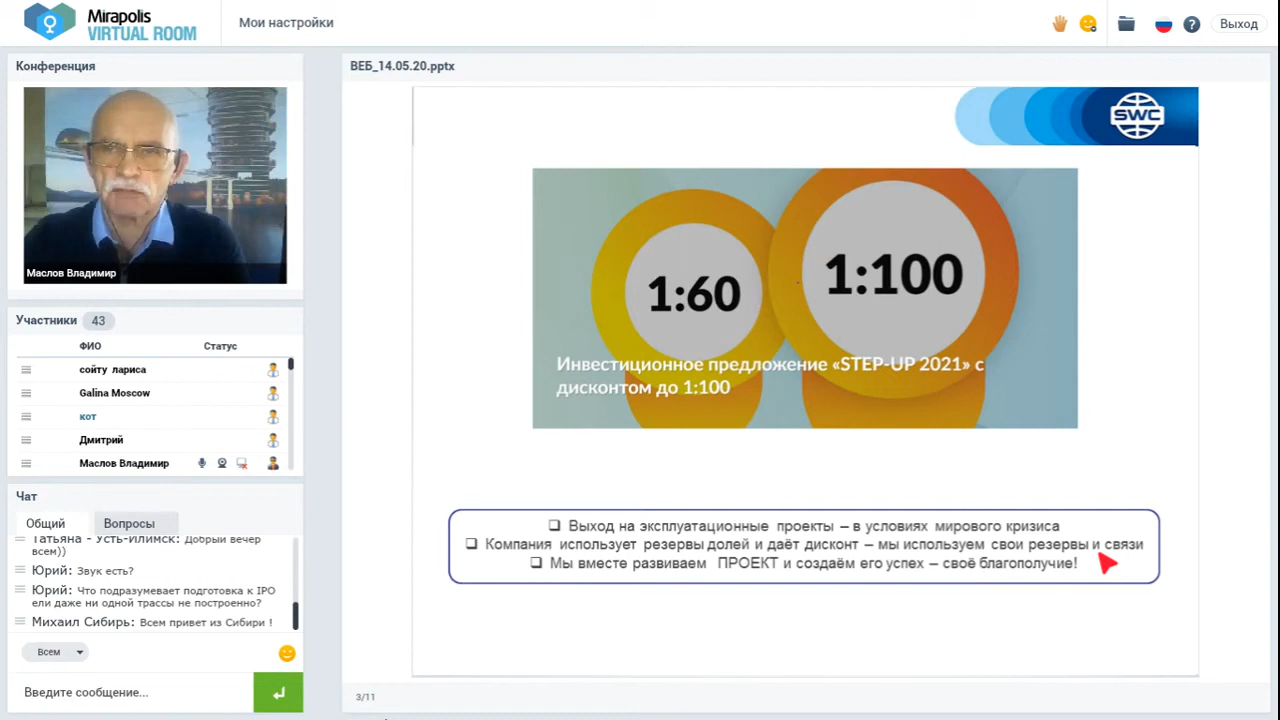 Mirapolis
VIRTUAL ROOM
Мои настройки
Выход
Конференция
Маслов Владимир
Участники 43
ФИО Статус
сойту лариса
Galina Moscow
кот
Дмитрий
Маслов Владимир
Чат
Общий Вопросы
Татьяна - Усть-Илимск: Добрый вечер
всем))
Юрий: Звук есть?
Юрий: Что подразумевает подготовка к IPO
ели даже ни одной трассы не построенно?
Михаил Сибирь: Всем привет из Сибири !
Всем
Введите сообщение...
ВЕБ_14.05.20.pptx
SWC
1:60
1:100
Инвестиционное предложение «STEP-UP 2021» с
дисконтом до 1:100
Выход на эксплуатационные проекты – в условиях мирового кризиса
Компания использует резервы долей и даёт дисконт – мы используем свои резервы и связи
Мы вместе развиваем ПРОЕКТ и создаём его успех – своё благополучие!
3/11